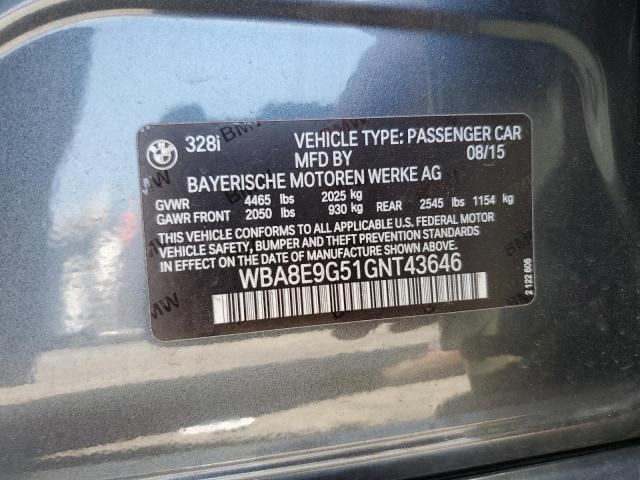 BMW
328i VEHICLE TYPE: PASSENGER CAR
MFD BY 08/15
BAYERISCHE MOTOREN WERKE AG
GVWR 4465 lbs 2025 kg
GAWR FRONT 2050 lbs 930 kg REAR 2545 lbs 1154 kg
THIS VEHICLE CONFORMS TO ALL APPLICABLE U.S. FEDERAL MOTOR
VEHICLE SAFETY, BUMPER AND THEFT PREVENTION STANDARDS
IN EFFECT ON THE DATE OF MANUFACTURE SHOWN ABOVE.
WBA8E9G51GNT43646
2 122 606